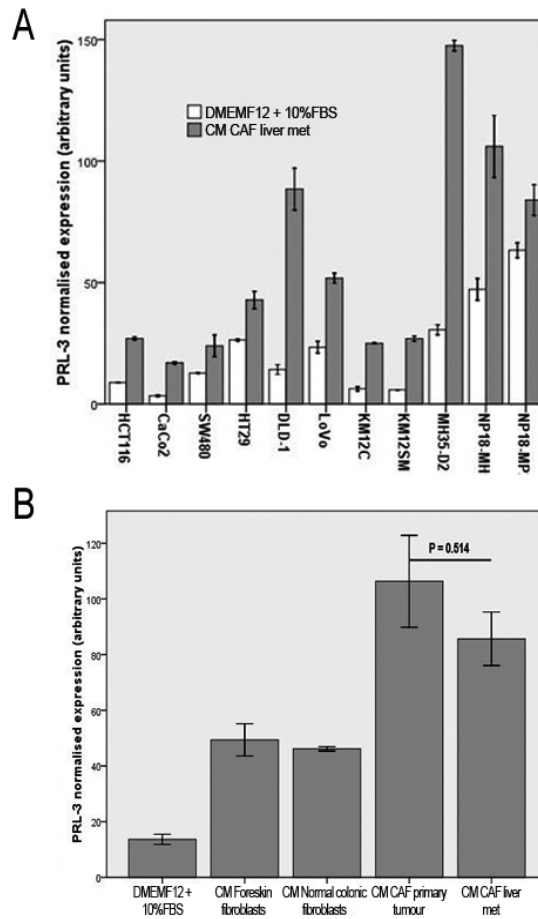 A
PRL-3 normalised expression (arbitrary units)
150
100
50
0
DMEMF12 + 10%FBS
CM CAF liver met
HCT116
CaCo2
SW480
HT29
DLD-1
LoVo
KM12C
KM12SM
MH35-D2
NP18-MH
NP18-MP
B
PRL-3 normalised expression (arbitrary units)
120
100
80
60
40
20
0
P = 0.514
DMEMF12 + CM Foreskin CM Normal colonic CM CAF primary CM CAF liver
10%FBS fibroblasts fibroblasts tumour met